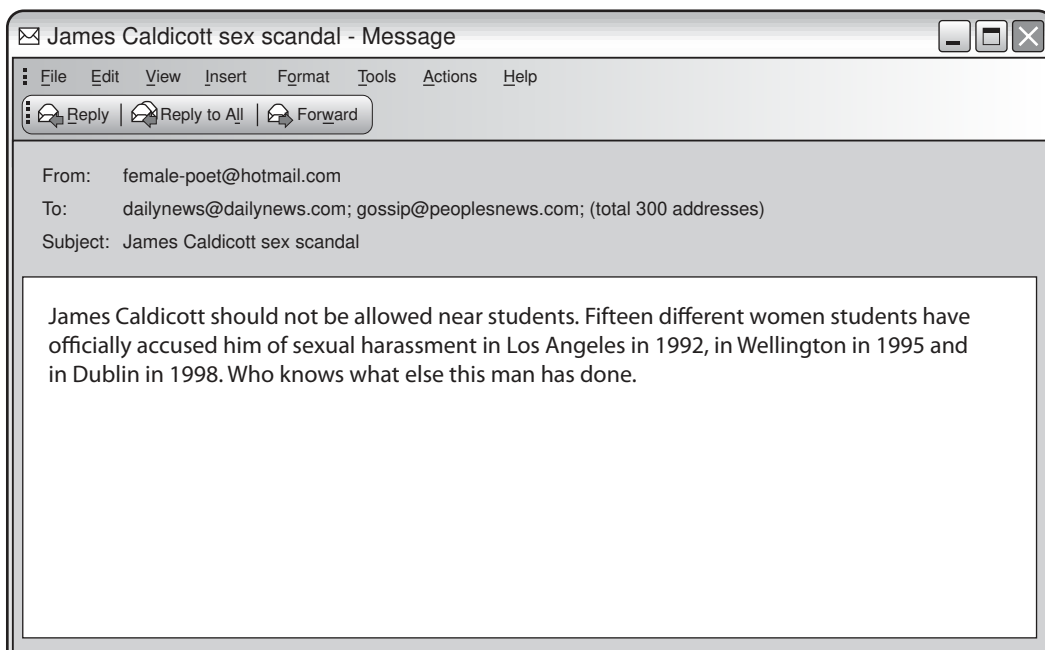 James Caldicott sex scandal - Message
File Edit View Insert Format Tools Actions Help
Reply Reply to All Forward
From: female-poet@hotmail.com
To: dailynews@dailynews.com; gossip@peoplesnews.com; (total 300 addresses)
Subject: James Caldicott sex scandal
James Caldicott should not be allowed near students. Fifteen different women students have
officially accused him of sexual harassment in Los Angeles in 1992, in Wellington in 1995 and
in Dublin in 1998. Who knows what else this man has done.